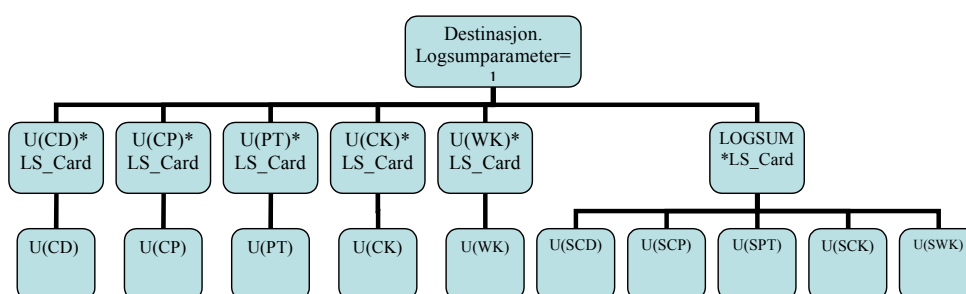 Destinasjon.
Logsumparameter=
1
U(CD)*
LS_Card
U(CP)*
LS_Card
U(PT)*
LS_Card
U(CK)*
LS_Card
U(WK)*
LS_Card
LOGSUM
*LS_Card
U(CD)
U(CP)
U(PT)
U(CK)
U(WK)
U(SCD)
U(SCP)
U(SPT)
U(SCK)
U(SWK)